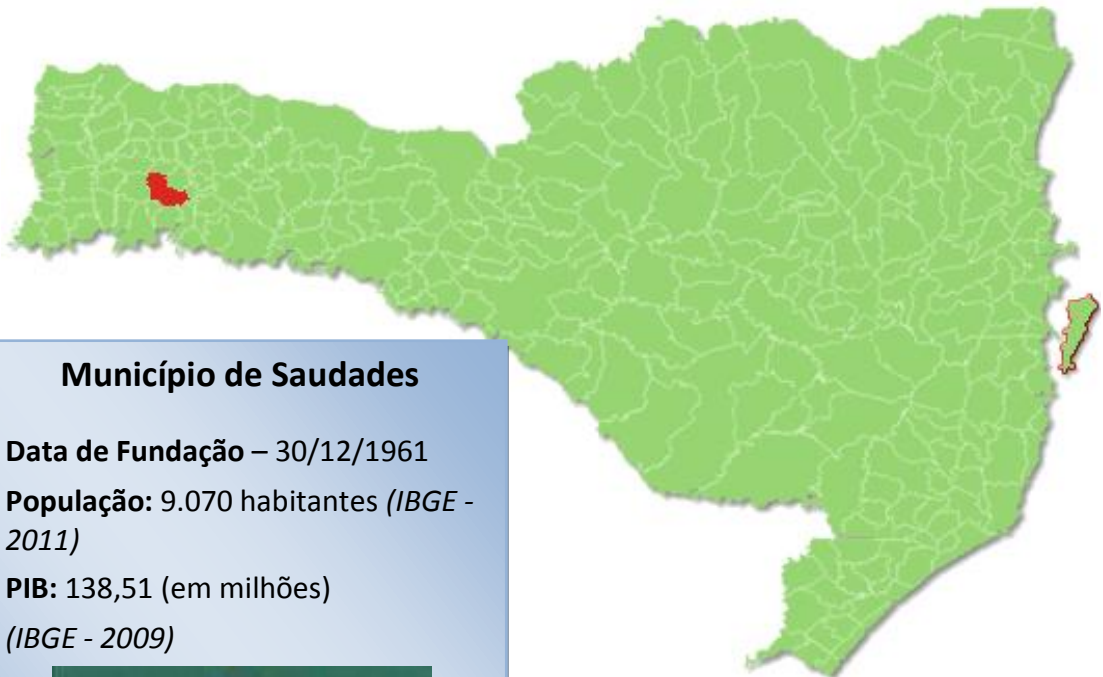 Município de Saudades
Data de Fundação – 30/12/1961
População: 9.070 habitantes (IBGE -
2011)
PIB: 138,51 (em milhões)
(IBGE - 2009)